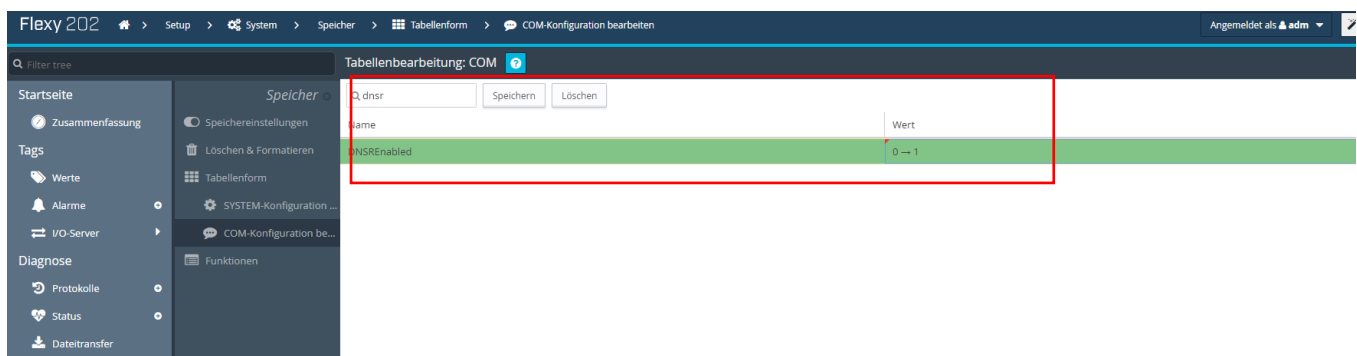 Flexy 202 > Setup > System > Speicher > Tabellenform > COM-Konfiguration bearbeiten
Angemeldet als adm
Filter tree
Startseite
Zusammenfassung
Tags
Werte
Alarme
I/O-Server
Diagnose
Protokolle
Status
Dateitransfer
Speicher
Speichereinstellungen
Löschen & Formatieren
Tabellenform
SYSTEM-Konfiguration ...
COM-Konfiguration be...
Funktionen
Tabellenbearbeitung: COM ?
dnsr Speichern Löschen
Name Wert
DNSREnabled 0 → 1